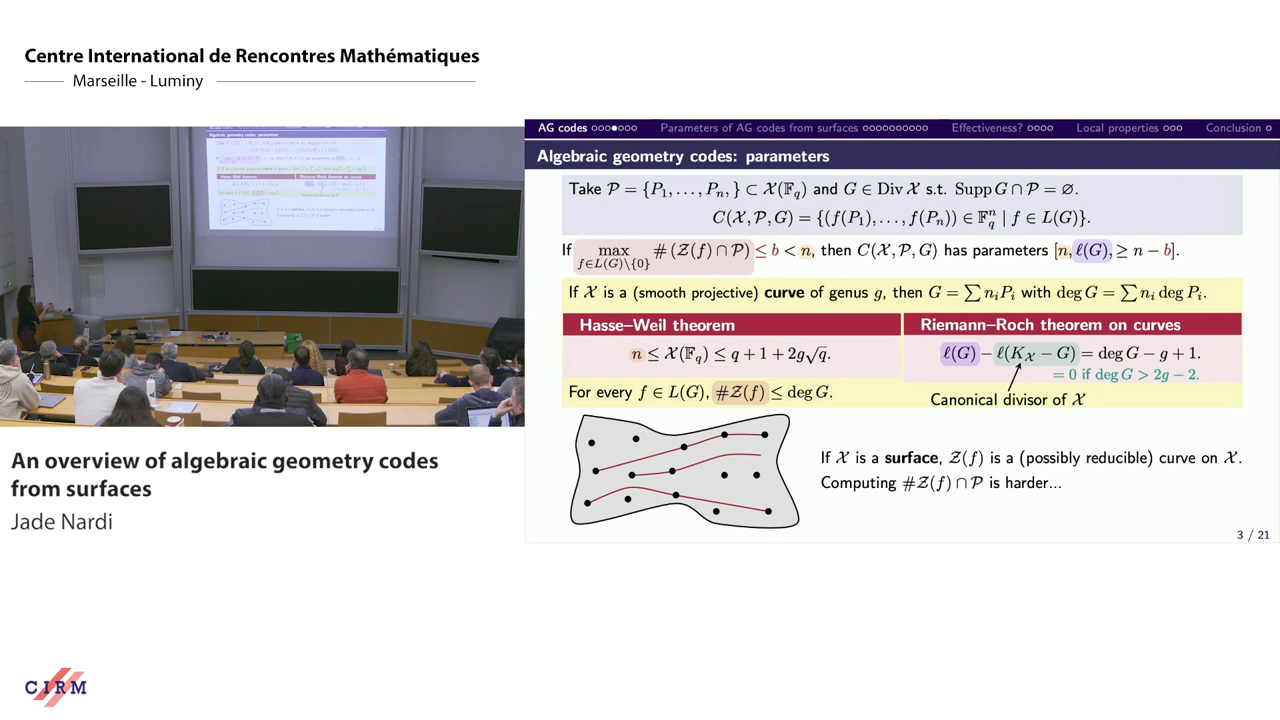 Centre International de Rencontres Mathématiques
Marseille - Luminy
AG codes
Parameters of AG codes from surfaces
Effectiveness?
Local properties
Conclusion
Algebraic geometry codes: parameters
Take 𝒫 = {P₁, . . . , Pₙ, } ⊂ 𝒳(𝔽_q) and G ∈ Div 𝒳 s.t. Supp G ∩ 𝒫 = ∅.
C(𝒳, 𝒫, G) = {(f(P₁), . . . , f(Pₙ)) ∈ 𝔽_qⁿ | f ∈ L(G)}.
If max_{f∈L(G)\{0}} # (𝒵(f) ∩ 𝒫) ≤ b < n, then C(𝒳, 𝒫, G) has parameters [n, ℓ(G), ≥ n − b].
If 𝒳 is a (smooth projective) curve of genus g, then G = ∑ nᵢPᵢ with deg G = ∑ nᵢ deg Pᵢ.
Hasse–Weil theorem
n ≤ 𝒳(𝔽_q) ≤ q + 1 + 2g√q.
For every f ∈ L(G), #𝒵(f) ≤ deg G.
Riemann–Roch theorem on curves
ℓ(G) − ℓ(K_𝒳 − G) = deg G − g + 1.
= 0 if deg G > 2g − 2.
Canonical divisor of 𝒳
If 𝒳 is a surface, 𝒵(f) is a (possibly reducible) curve on 𝒳.
Computing #𝒵(f) ∩ 𝒫 is harder...
3 / 21
An overview of algebraic geometry codes
from surfaces
Jade Nardi
CIRM